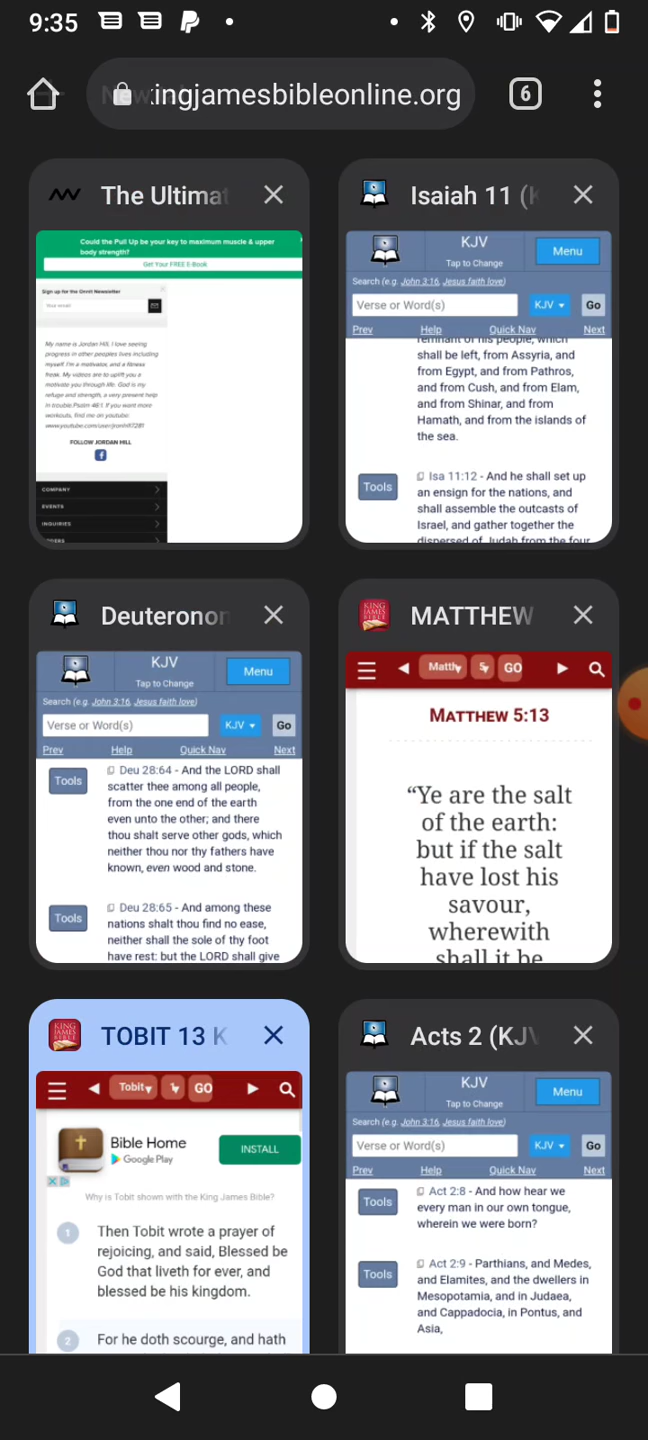 9:35
ingjamesbibleonline.org
6
The Ultimat
Could the Pull Up be your key to maximum muscle & upper
body strength?
Get Your FREE E-Book
Sign up for the Onnit Newsletter
Your email
My name is Jordan Hill, I love seeing
progress in other peoples lives including
myself. I'm a motivator, and a fitness
freak. My videos are to uplift you a
motivate you through life. God is my
refuge and strength, a very present help
in trouble.Psalm 46:1. If you want more
workouts, find me on youtube:
FOLLOW JORDAN HILL
COMPANY
EVENTS
INQUIRIES
Isaiah 11 (K
KJV
Tap to Change
Menu
Search (e.g. John 3:16, Jesus faith love)
Verse or Word(s)
KJV
Go
Prev
Help
Quick Nav
Next
remnant of his people, which
shall be left, from Assyria, and
from Egypt, and from Pathros,
and from Cush, and from Elam,
and from Shinar, and from
Hamath, and from the islands of
the sea.
Tools
Isa 11:12 - And he shall set up
an ensign for the nations, and
shall assemble the outcasts of
Israel, and gather together the
dispersed of Judah from the four
Deuteronon
KJV
Tap to Change
Menu
Search (e.g. John 3:16, Jesus faith love)
Verse or Word(s)
KJV
Go
Prev
Help
Quick Nav
Next
Tools
Deu 28:64 - And the LORD shall
scatter thee among all people,
from the one end of the earth
even unto the other; and there
thou shalt serve other gods, which
neither thou nor thy fathers have
known, even wood and stone.
Tools
Deu 28:65 - And among these
nations shalt thou find no ease,
neither shall the sole of thy foot
have rest: but the LORD shall give
MATTHEW
Matth
5
GO
MATTHEW 5:13
“Ye are the salt
of the earth:
but if the salt
have lost his
savour,
wherewith
shall it be
TOBIT 13 K
Tobit
GO
Bible Home
Google Play
INSTALL
Why is Tobit shown with the King James Bible?
1
Then Tobit wrote a prayer of
rejoicing, and said, Blessed be
God that liveth for ever, and
blessed be his kingdom.
2
For he doth scourge, and hath
Acts 2 (KJV
KJV
Tap to Change
Menu
Search (e.g. John 3:16, Jesus faith love)
Verse or Word(s)
KJV
Go
Prev
Help
Quick Nav
Next
Tools
Act 2:8 - And how hear we
every man in our own tongue,
wherein we were born?
Tools
Act 2:9 - Parthians, and Medes,
and Elamites, and the dwellers in
Mesopotamia, and in Judaea,
and Cappadocia, in Pontus, and
Asia,